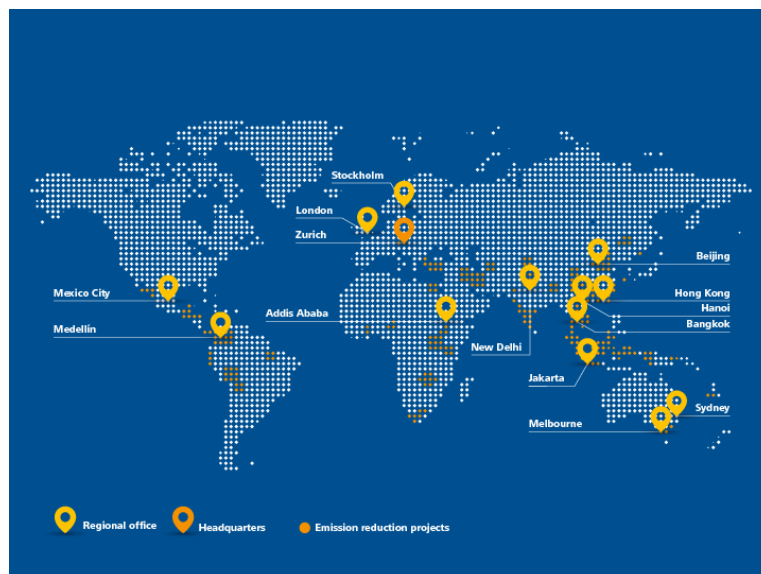 Stockholm
London
Zurich
Beijing
Mexico City
Hong Kong
Hanoi
Addis Ababa
Bangkok
Medellín
New Delhi
Jakarta
Sydney
Melbourne
Regional office
Headquarters
Emission reduction projects